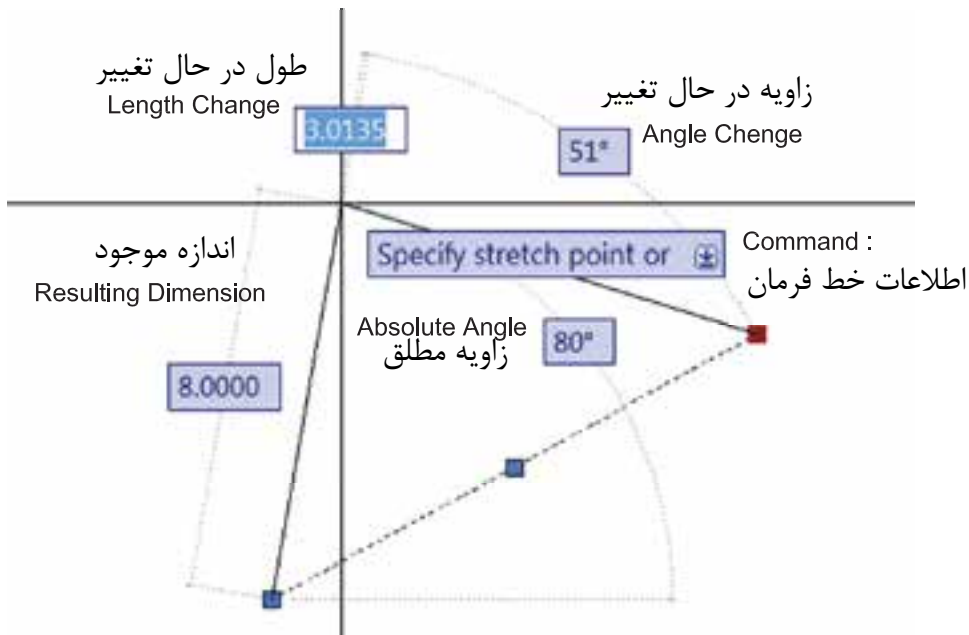 طول در حال تغییر
Length Change
3.0135
زاویه در حال تغییر
Angle Chenge
51°
اندازه موجود
Resulting Dimension
Specify stretch point or
Command :
اطلاعات خط فرمان
Absolute Angle
زاویه مطلق
80°
8.0000